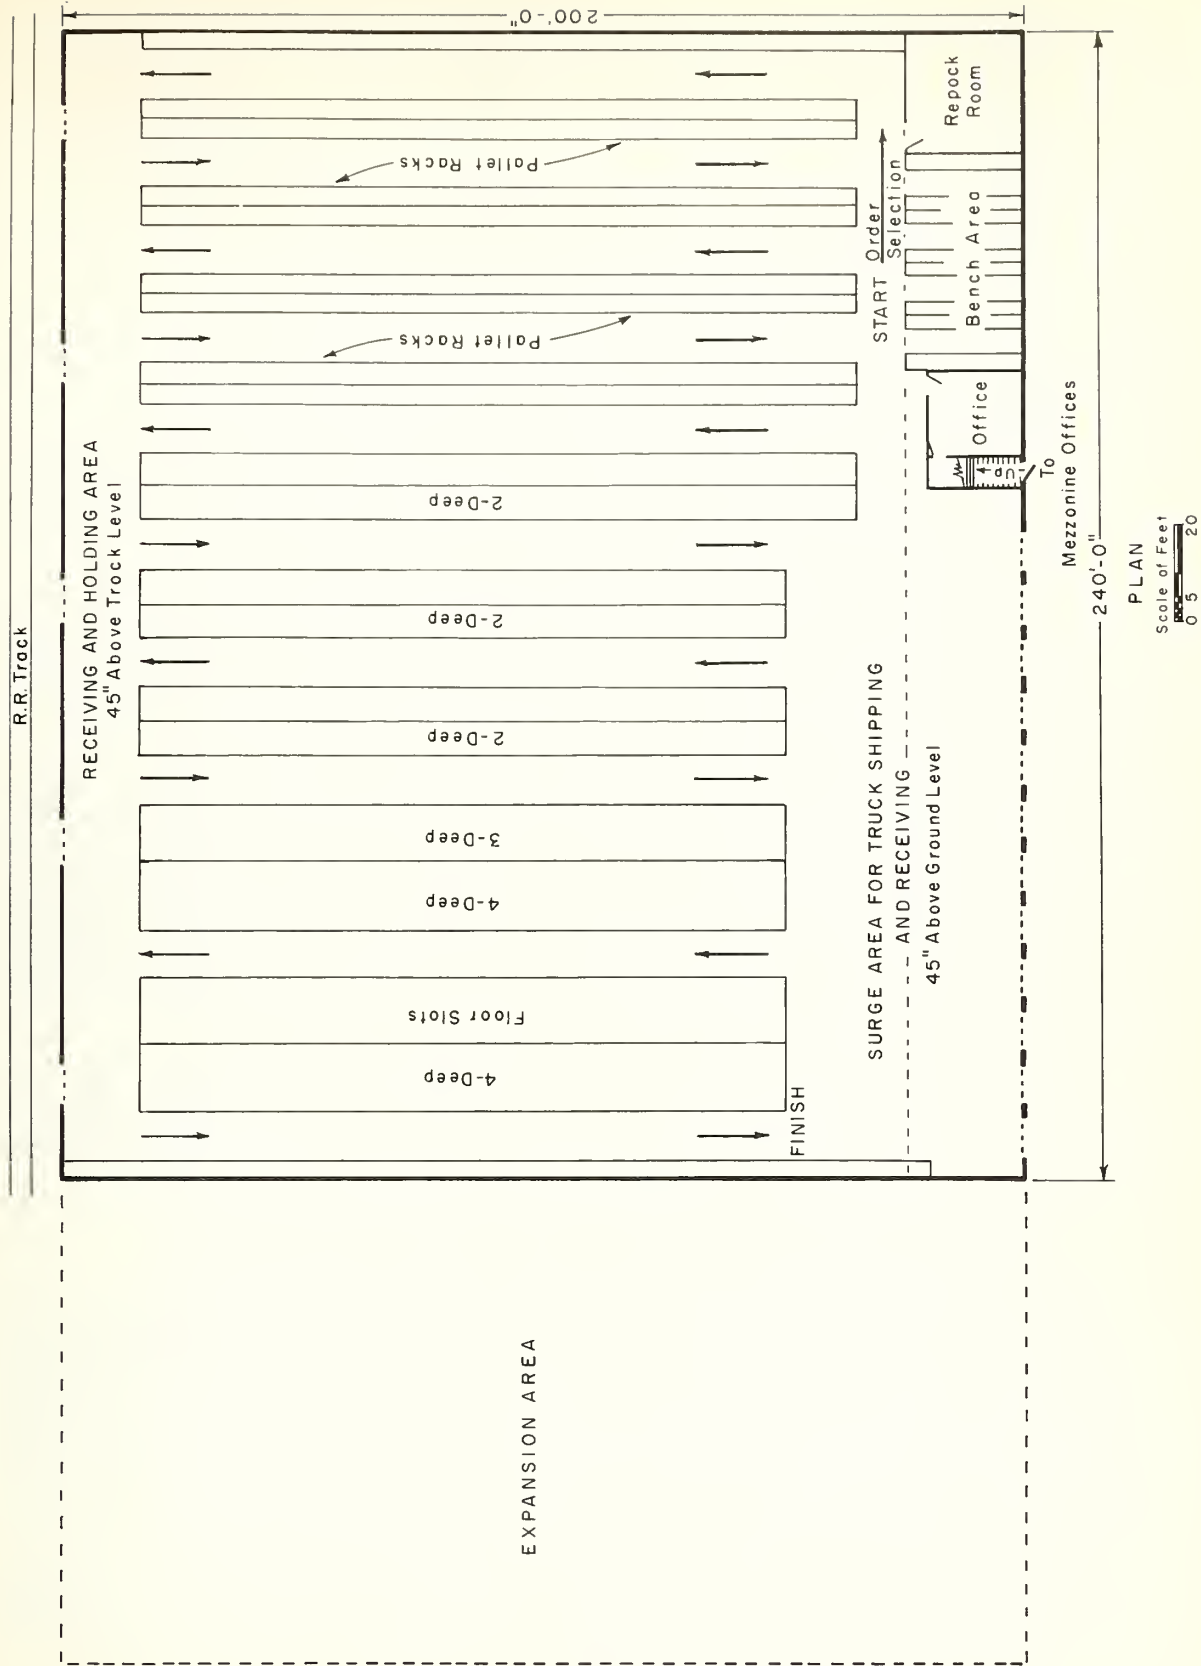 R.R. Track
200'-0"
RECEIVING AND HOLDING AREA
45" Above Track Level
Pallet Racks
Pallet Racks
2-Deep
2-Deep
2-Deep
3-Deep
4-Deep
Floor Slots
4-Deep
FINISH
START
Order
Selection
Repack
Room
Bench Area
Office
Up
To
Mezzanine Offices
SURGE AREA FOR TRUCK SHIPPING
AND RECEIVING
45" Above Ground Level
240'-0"
EXPANSION AREA
PLAN
Scale of Feet
0 5 20